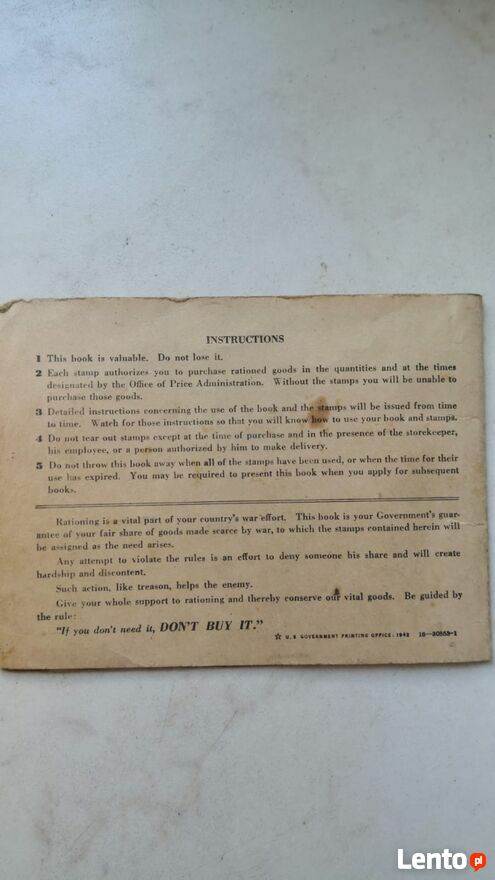 INSTRUCTIONS
1 This book is valuable. Do not lose it.
2 Each stamp authorizes you to purchase rationed goods in the quantities and at the times
designated by the Office of Price Administration. Without the stamps you will be unable to
purchase those goods.
3 Detailed instructions concerning the use of the book and the stamps will be issued from time
to time. Watch for those instructions so that you will know how to use your book and stamps.
4 Do not tear out stamps except at the time of purchase and in the presence of the storekeeper,
his employee, or a person authorized by him to make delivery.
5 Do not throw this book away when all of the stamps have been used, or when the time for their
use has expired. You may be required to present this book when you apply for subsequent
books.
Rationing is a vital part of your country's war effort. This book is your Government's guar-
antee of your fair share of goods made scarce by war, to which the stamps contained herein will
be assigned as the need arises.
Any attempt to violate the rules is an effort to deny someone his share and will create
hardship and discontent.
Such action, like treason, helps the enemy.
Give your whole support to rationing and thereby conserve our vital goods. Be guided by
the rule:
"If you don't need it, DON'T BUY IT."
☆ U. S. GOVERNMENT PRINTING OFFICE : 1942 16—30853-1
Lento.pl